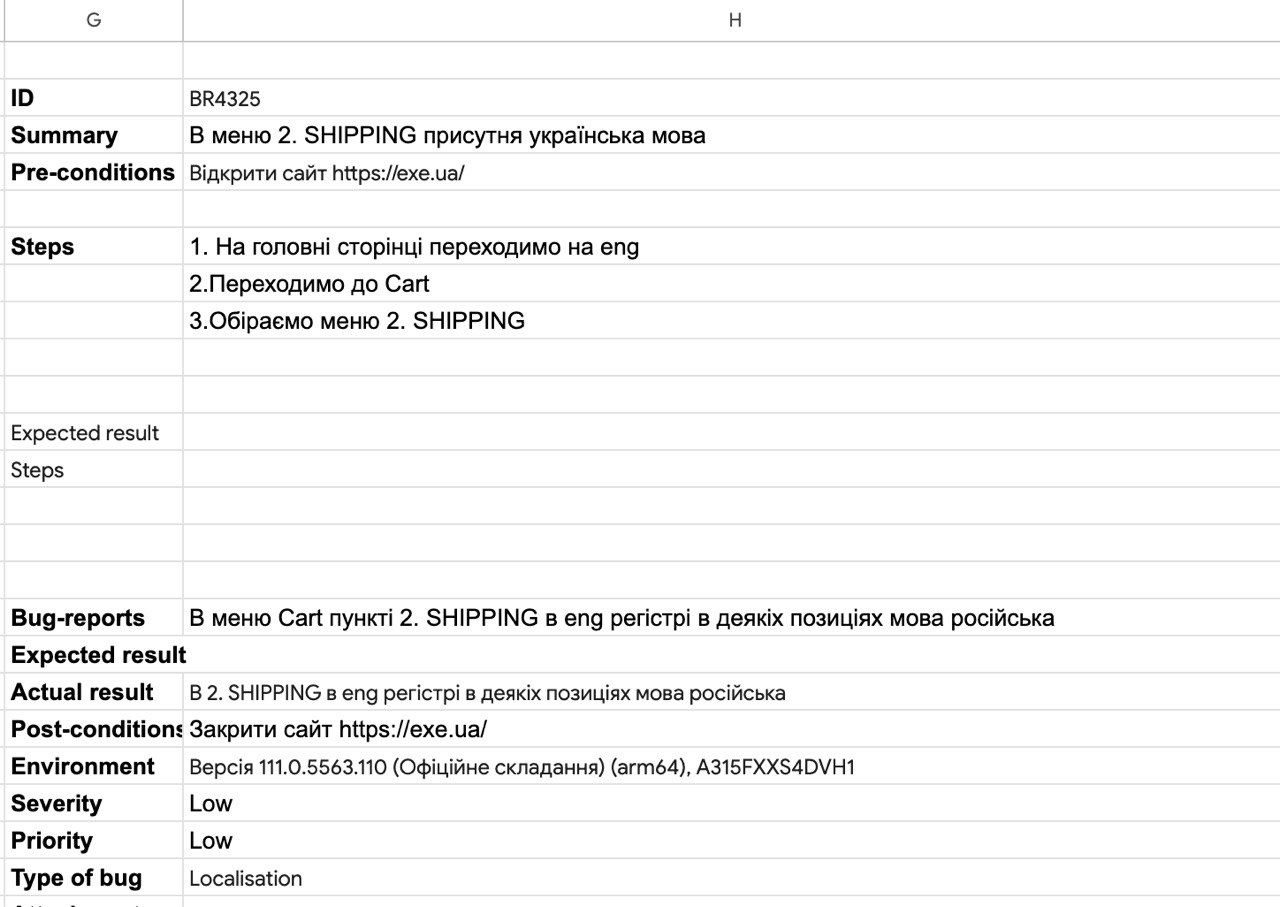 G H
ID BR4325
Summary В меню 2. SHIPPING присутня українська мова
Pre-conditions Відкрити сайт https://exe.ua/
Steps 1. На головні сторінці переходимо на eng
2.Переходимо до Cart
3.Обіраємо меню 2. SHIPPING
Expected result
Steps
Bug-reports В меню Cart пункті 2. SHIPPING в eng регістрі в деякіх позиціях мова російська
Expected result
Actual result В 2. SHIPPING в eng регістрі в деякіх позиціях мова російська
Post-conditions Закрити сайт https://exe.ua/
Environment Версія 111.0.5563.110 (Офіційне складання) (arm64), A315FXXS4DVH1
Severity Low
Priority Low
Type of bug Localisation